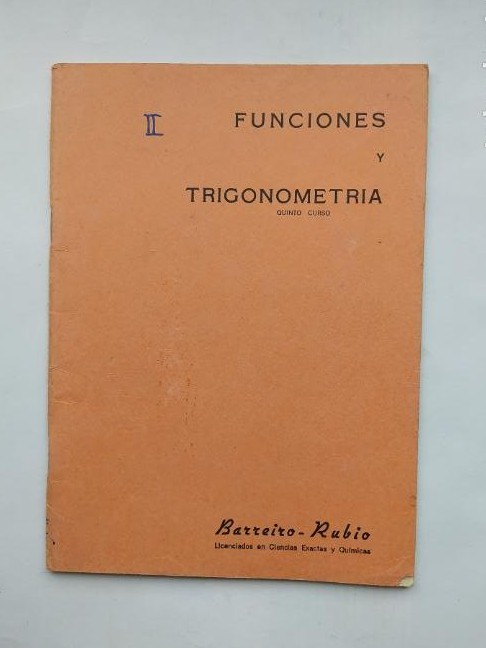 II FUNCIONES
Y
TRIGONOMETRIA
QUINTO CURSO
Barreiro-Rubio
Licenciados en Ciencias Exactas y Químicas